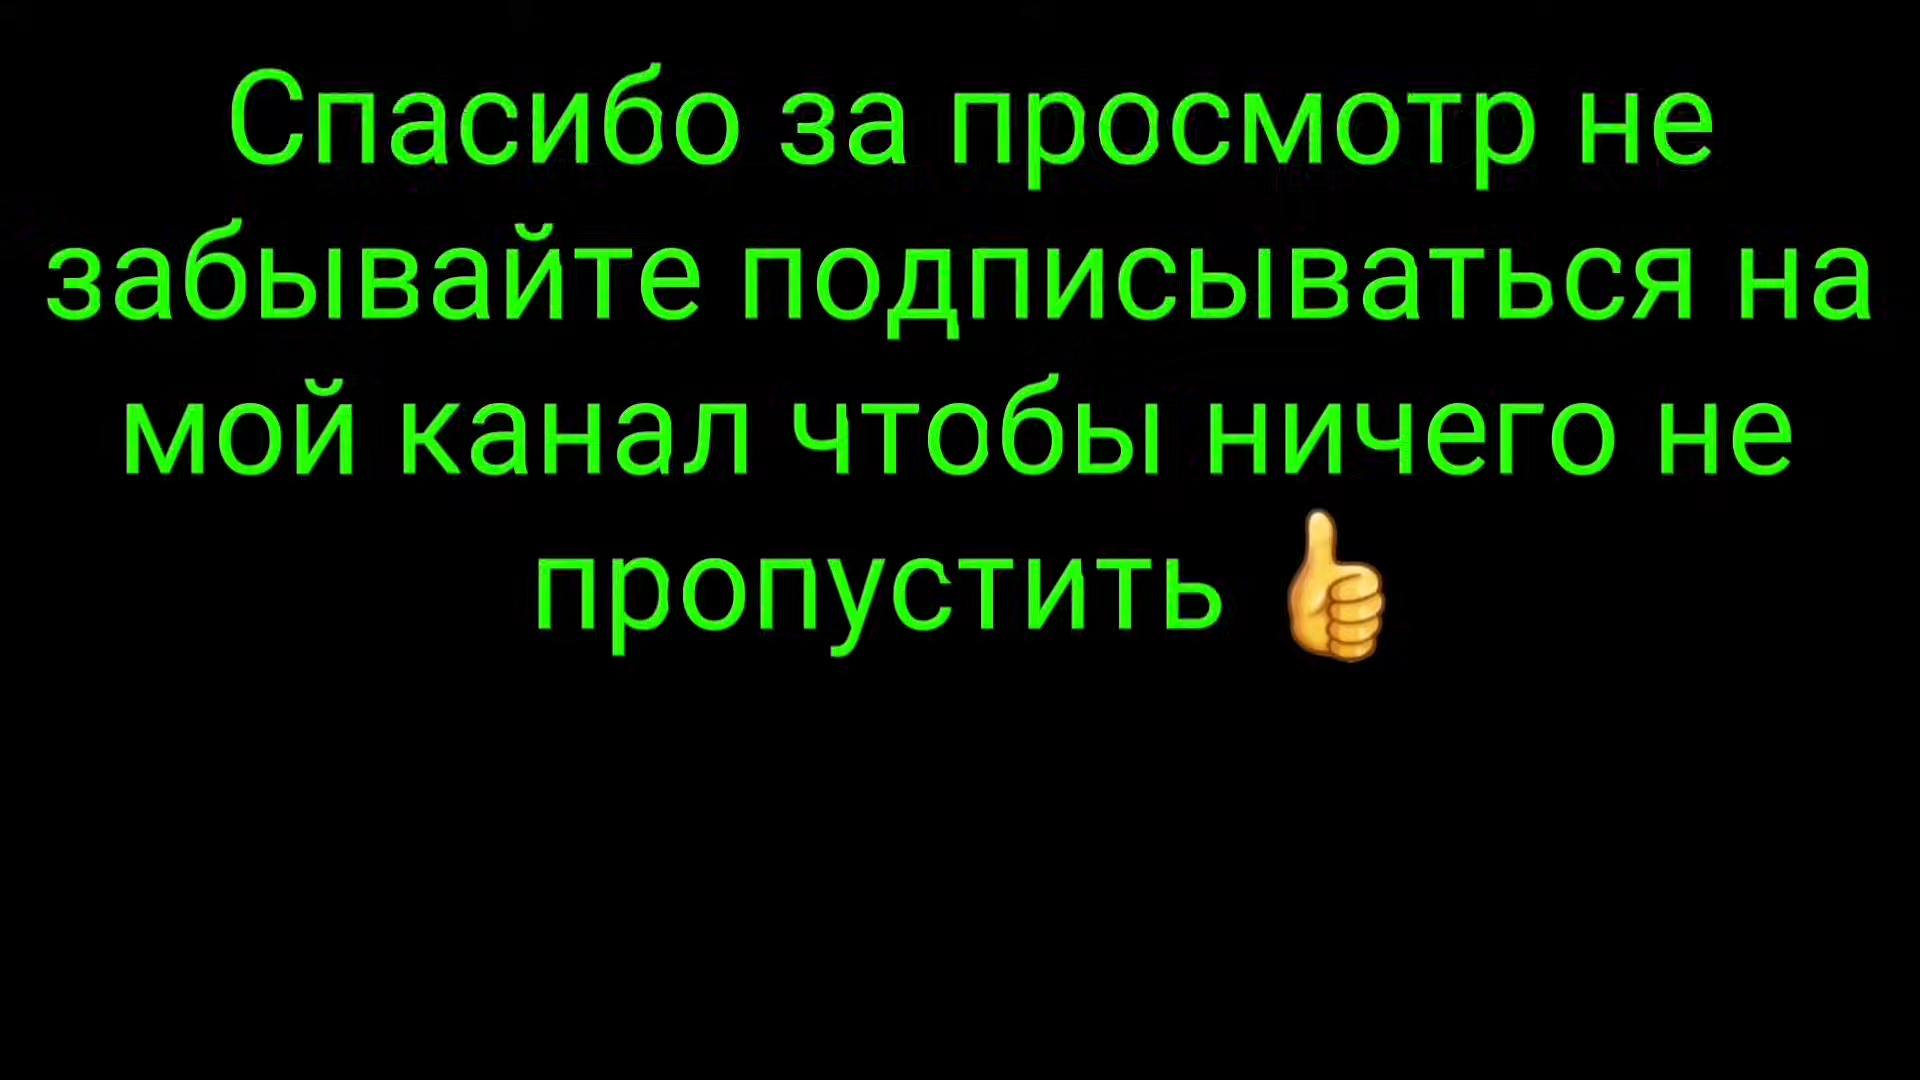 Спасибо за просмотр не
забывайте подписываться на
мой канал чтобы ничего не
пропустить 👍